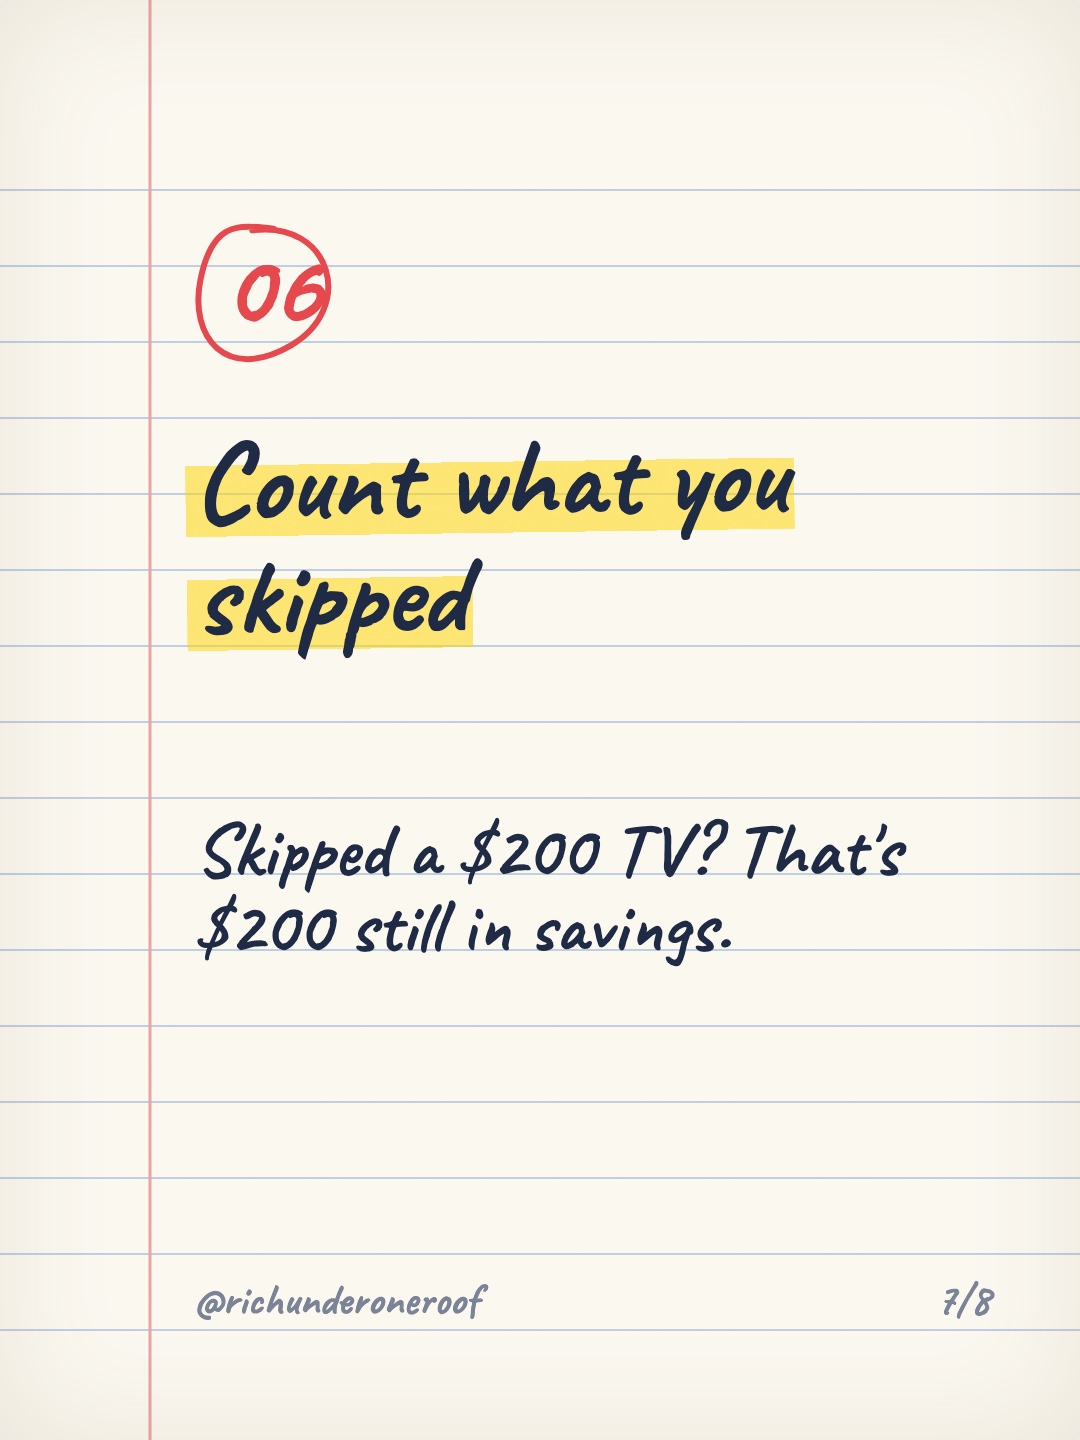 06
Count what you
skipped
Skipped a $200 TV? That's
$200 still in savings.
@richunderoneroof
7/8